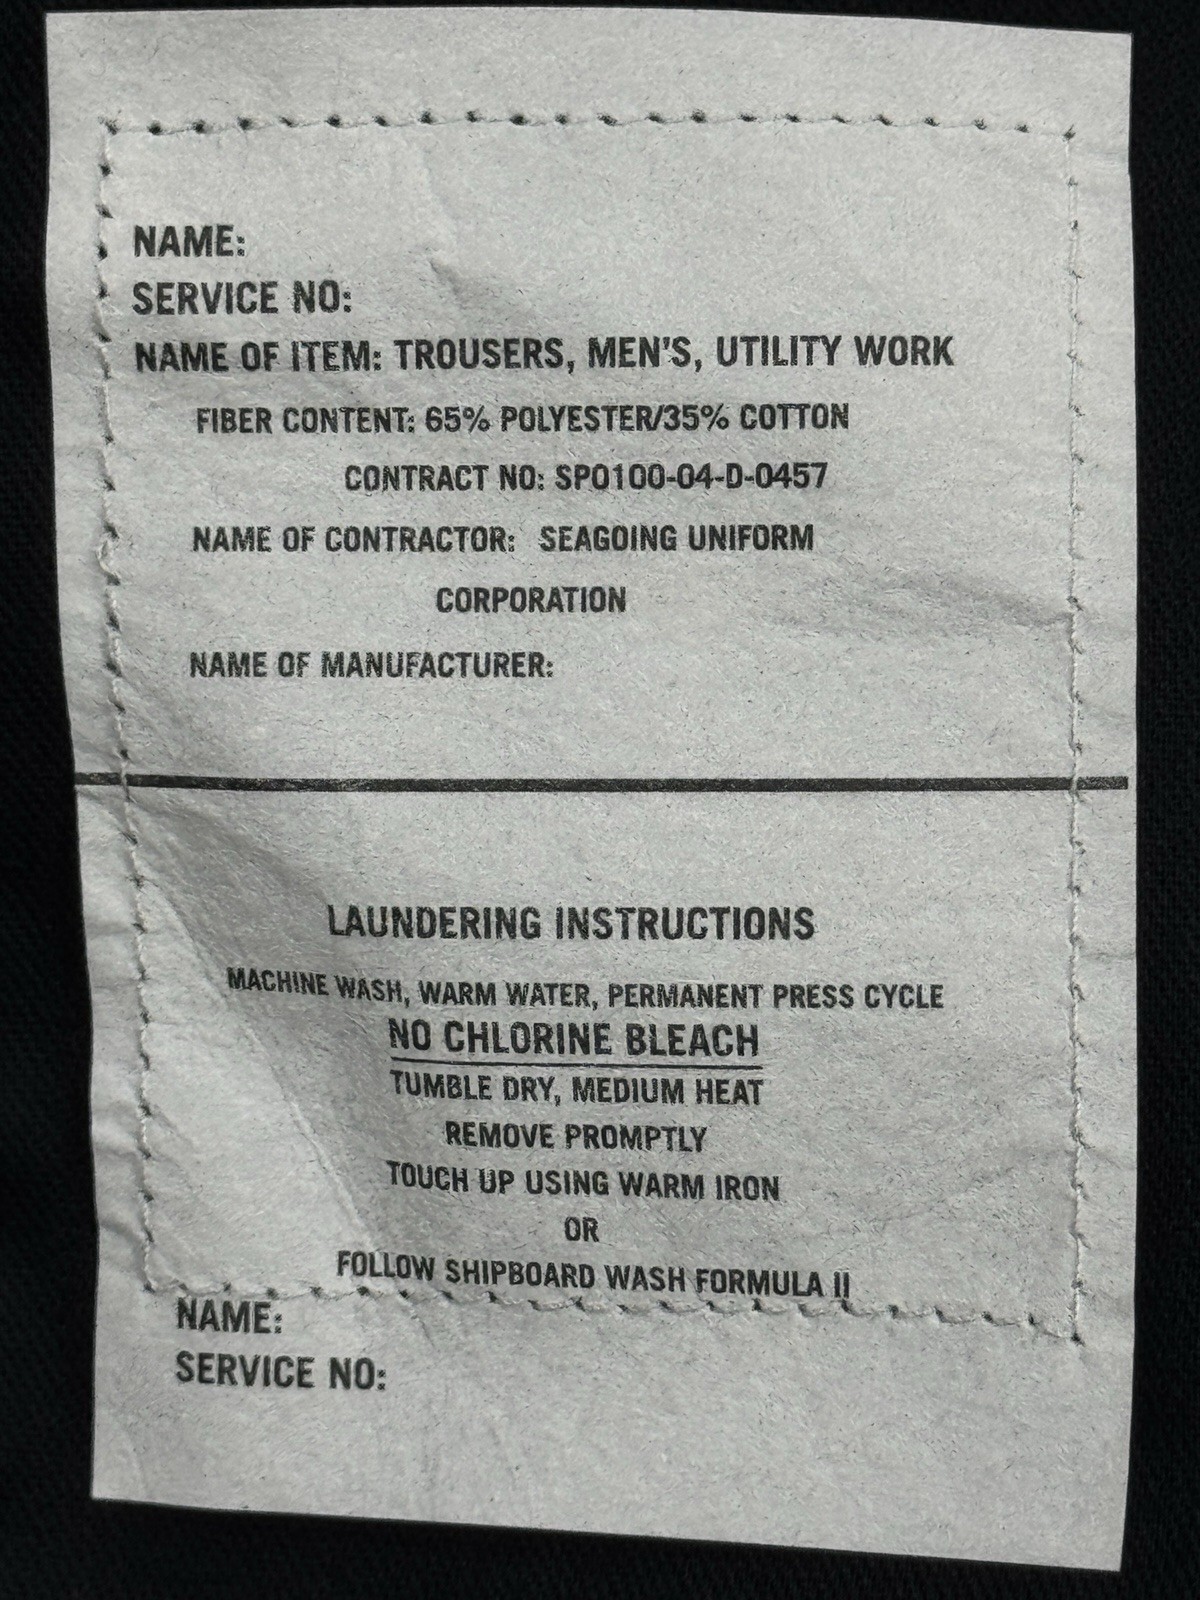 NAME:
SERVICE NO:
NAME OF ITEM: TROUSERS, MEN'S, UTILITY WORK
FIBER CONTENT: 65% POLYESTER/35% COTTON
CONTRACT NO: SPO100-04-D-0457
NAME OF CONTRACTOR: SEAGOING UNIFORM
CORPORATION
NAME OF MANUFACTURER:
LAUNDERING INSTRUCTIONS
MACHINE WASH, WARM WATER, PERMANENT PRESS CYCLE
NO CHLORINE BLEACH
TUMBLE DRY, MEDIUM HEAT
REMOVE PROMPTLY
TOUCH UP USING WARM IRON
OR
FOLLOW SHIPBOARD WASH FORMULA II
NAME:
SERVICE NO: